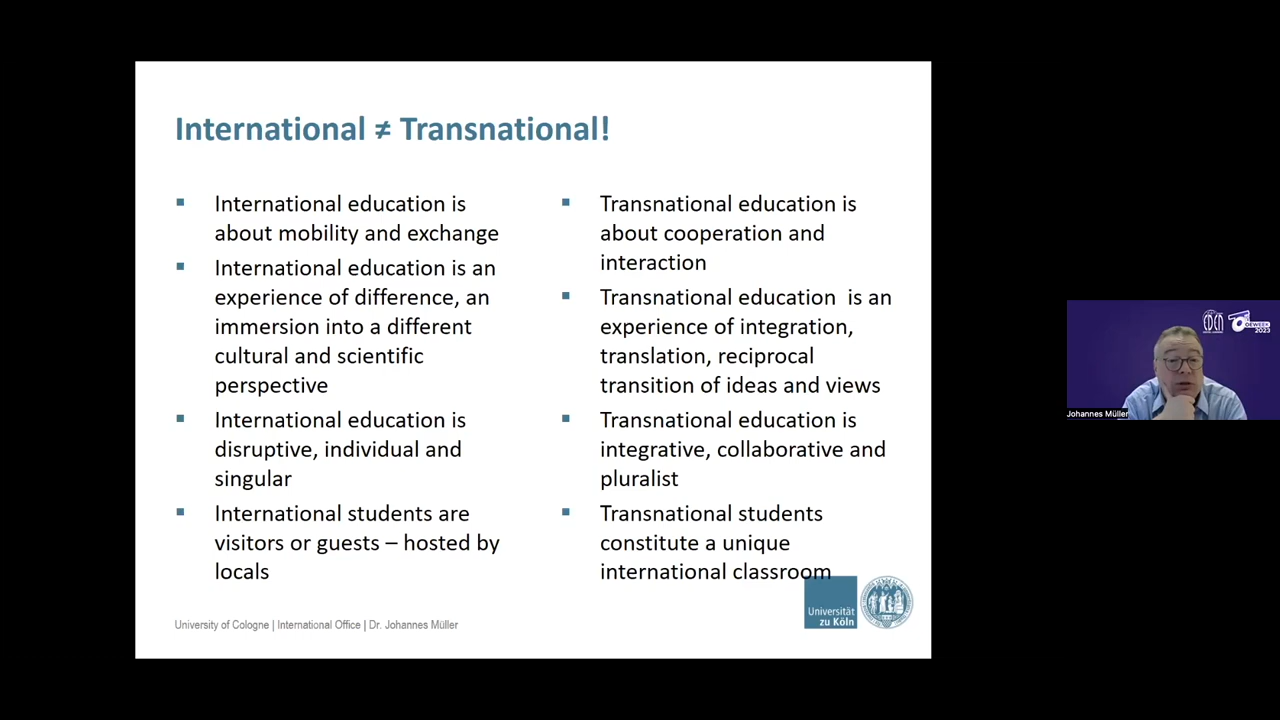 International ≠ Transnational!
International education is
about mobility and exchange
International education is an
experience of difference, an
immersion into a different
cultural and scientific
perspective
International education is
disruptive, individual and
singular
International students are
visitors or guests – hosted by
locals
Transnational education is
about cooperation and
interaction
Transnational education  is an
experience of integration,
translation, reciprocal
transition of ideas and views
Transnational education is
integrative, collaborative and
pluralist
Transnational students
constitute a unique
international classroom
University of Cologne | International Office | Dr. Johannes Müller
Universität
zu Köln
EDEN
OEWEEK
2023
Johannes Müller